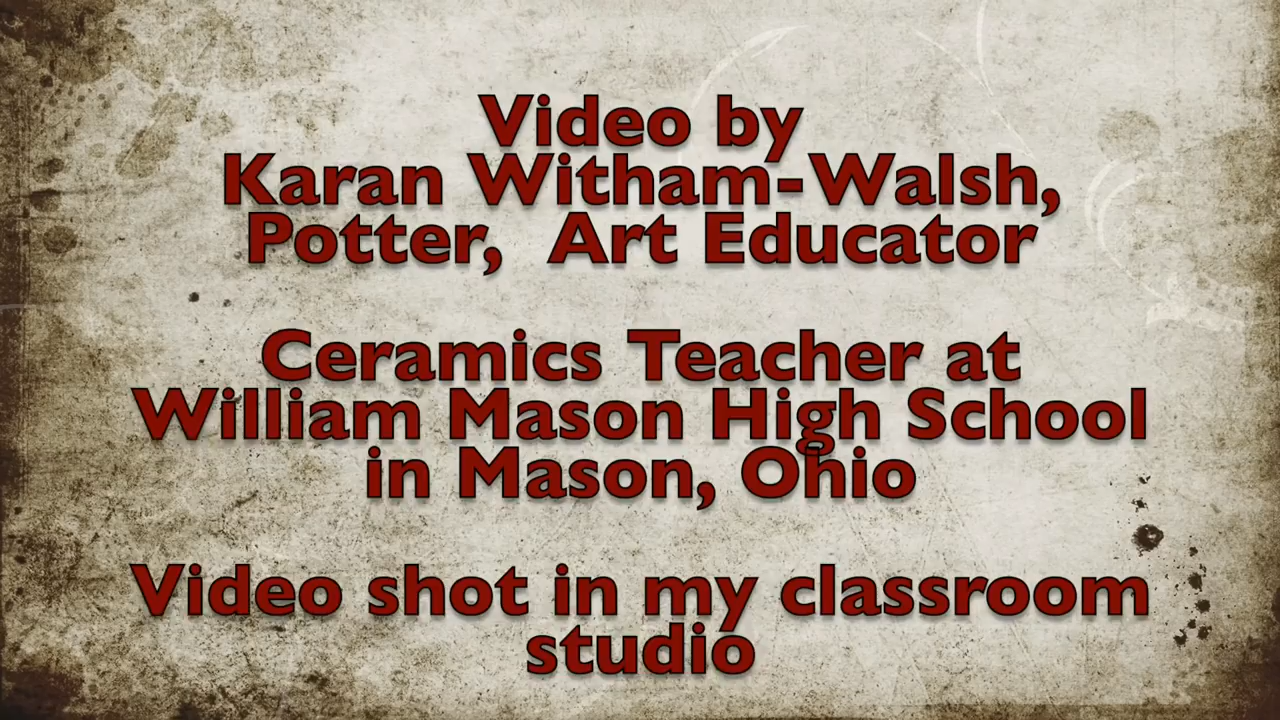 Video by
Karan Witham-Walsh,
Potter,  Art Educator
Ceramics Teacher at
William Mason High School
in Mason, Ohio
Video shot in my classroom
studio